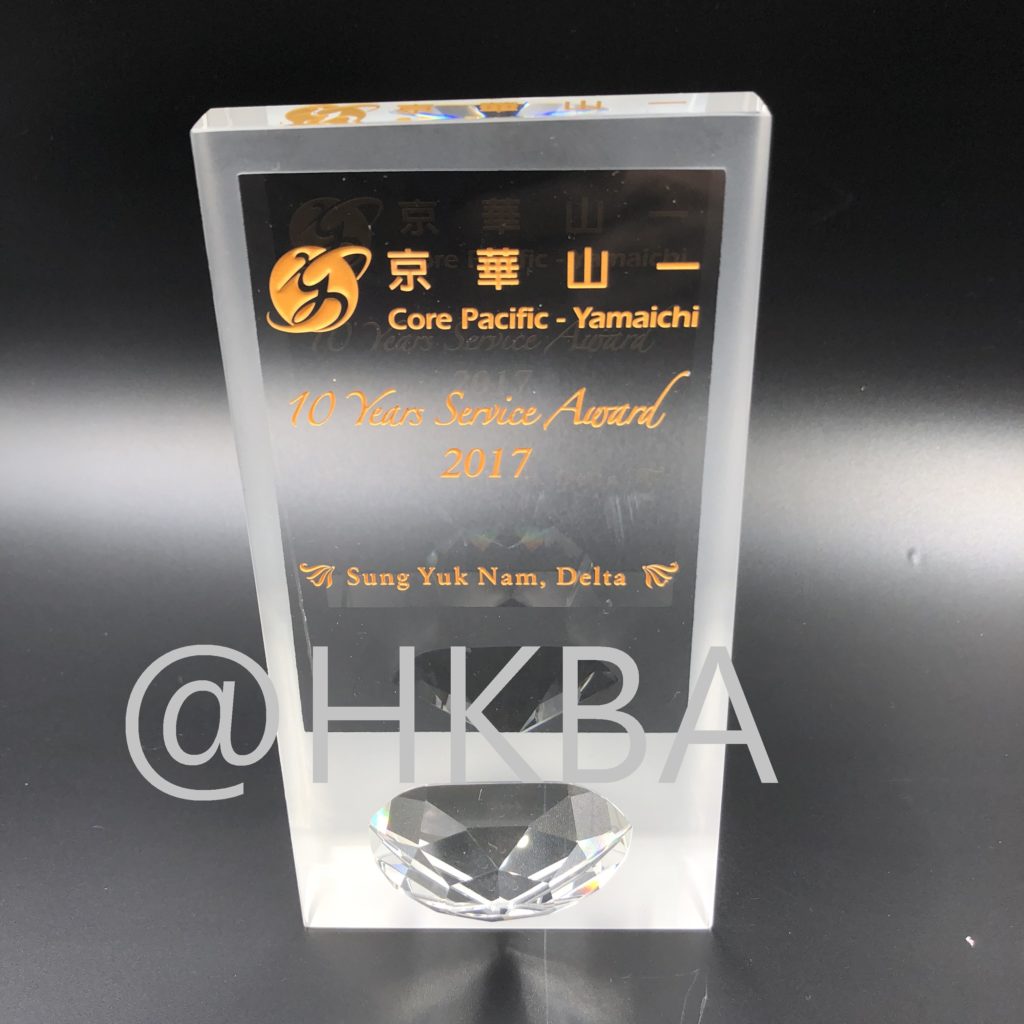 京華山一
Core Pacific - Yamaichi
10 Years Service Award
2017
Sung Yuk Nam, Delta
@HKBA